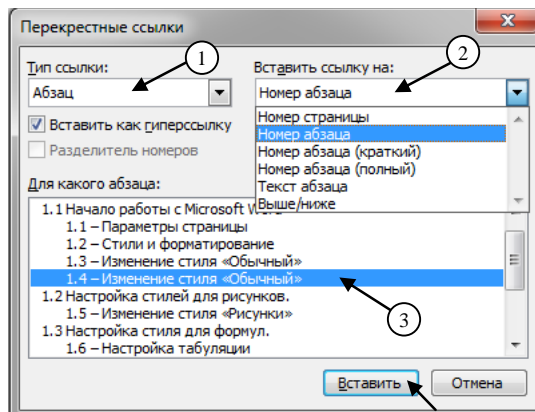 Перекрестные ссылки
1
2
Тип ссылки:
Вставить ссылку на:
Абзац
Номер абзаца
Вставить как гиперссылку
Номер страницы
Номер абзаца
Разделитель номеров
Номер абзаца (краткий)
Номер абзаца (полный)
Для какого абзаца:
Текст абзаца
Выше/ниже
1.1 Начало работы с Microsoft Word
1.1 – Параметры страницы
1.2 – Стили и форматирование
1.3 – Изменение стиля «Обычный»
1.4 – Изменение стиля «Обычный»
1.2 Настройка стилей для рисунков.
3
1.5 – Изменение стиля «Рисунки»
1.3 Настройка стиля для формул.
1.6 – Настройка табуляции
Вставить
Отмена